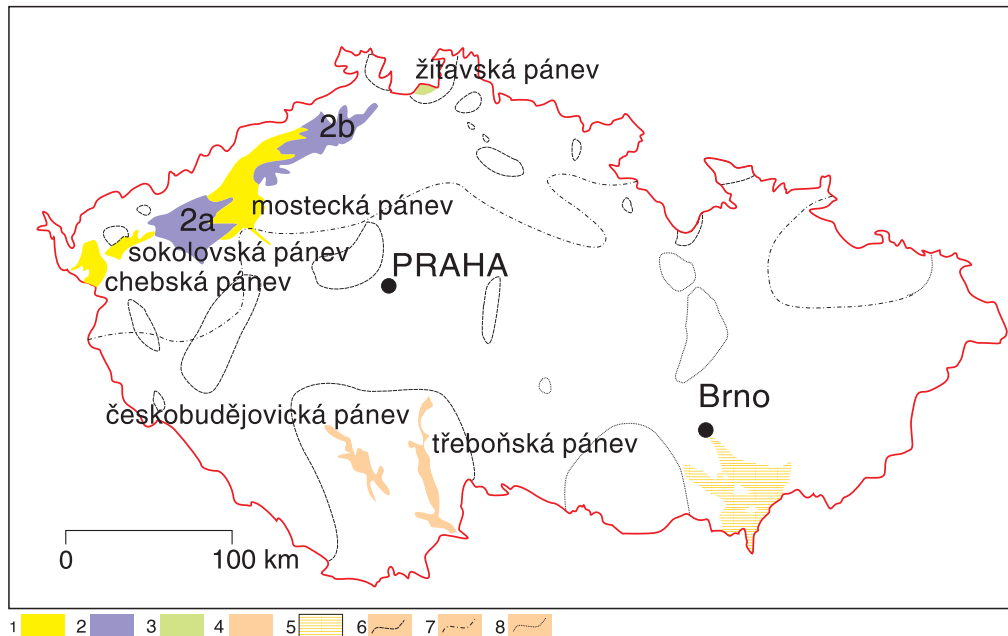 žitavská pánev
2b
mostecká pánev
2a
sokolovská pánev
chebská pánev
PRAHA
Brno
českobudějovická pánev
třeboňská pánev
0 100 km
1 2 3 4 5 6 7 8